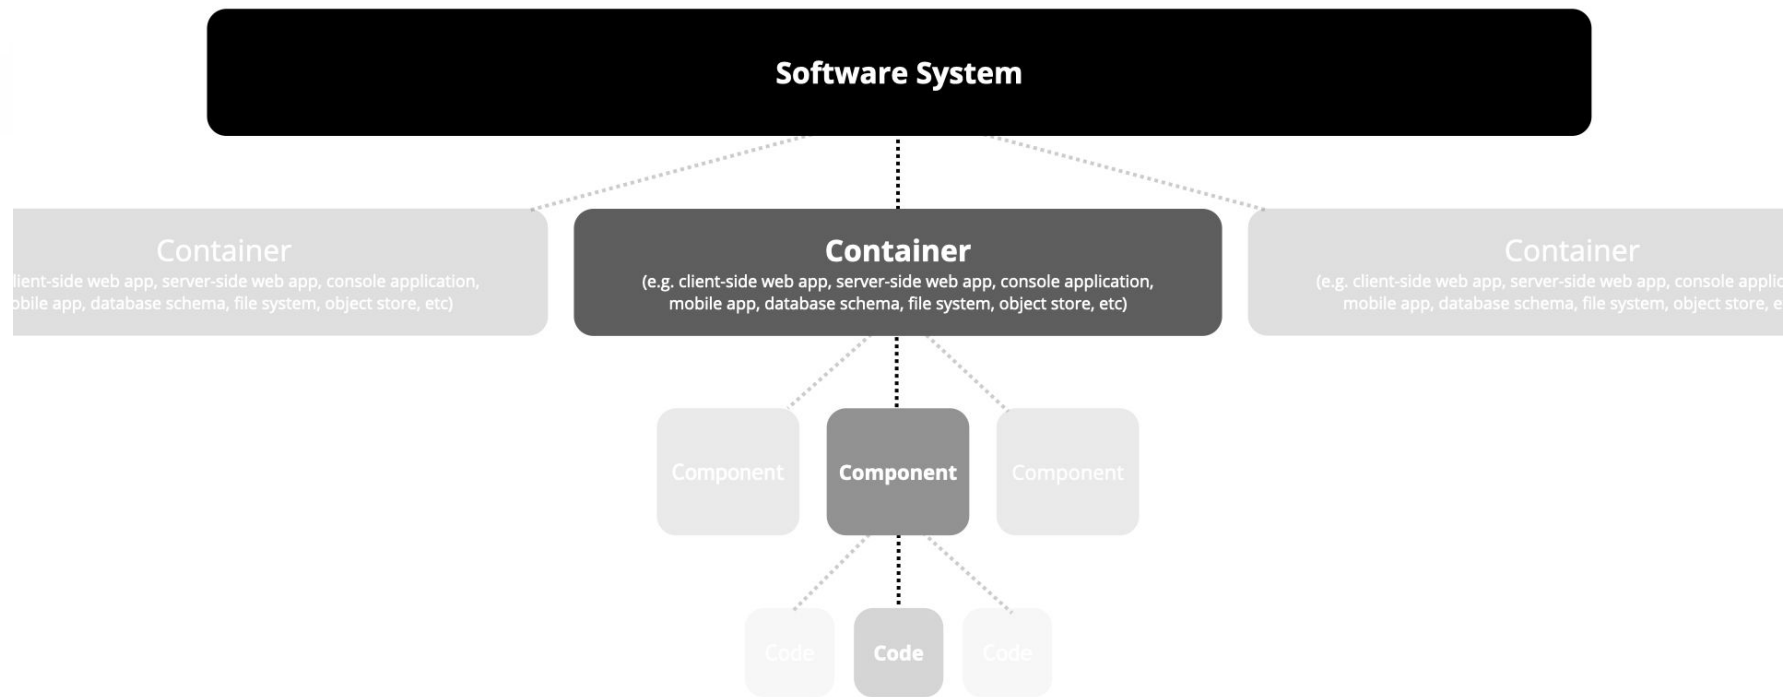 Software System
Container
lient-side web app, server-side web app, console application,
obile app, database schema, file system, object store, etc)
Container
(e.g. client-side web app, server-side web app, console application,
mobile app, database schema, file system, object store, etc)
Container
(e.g. client-side web app, server-side web app, console applic
mobile app, database schema, file system, object store, e
Component
Component
Component
Code
Code
Code